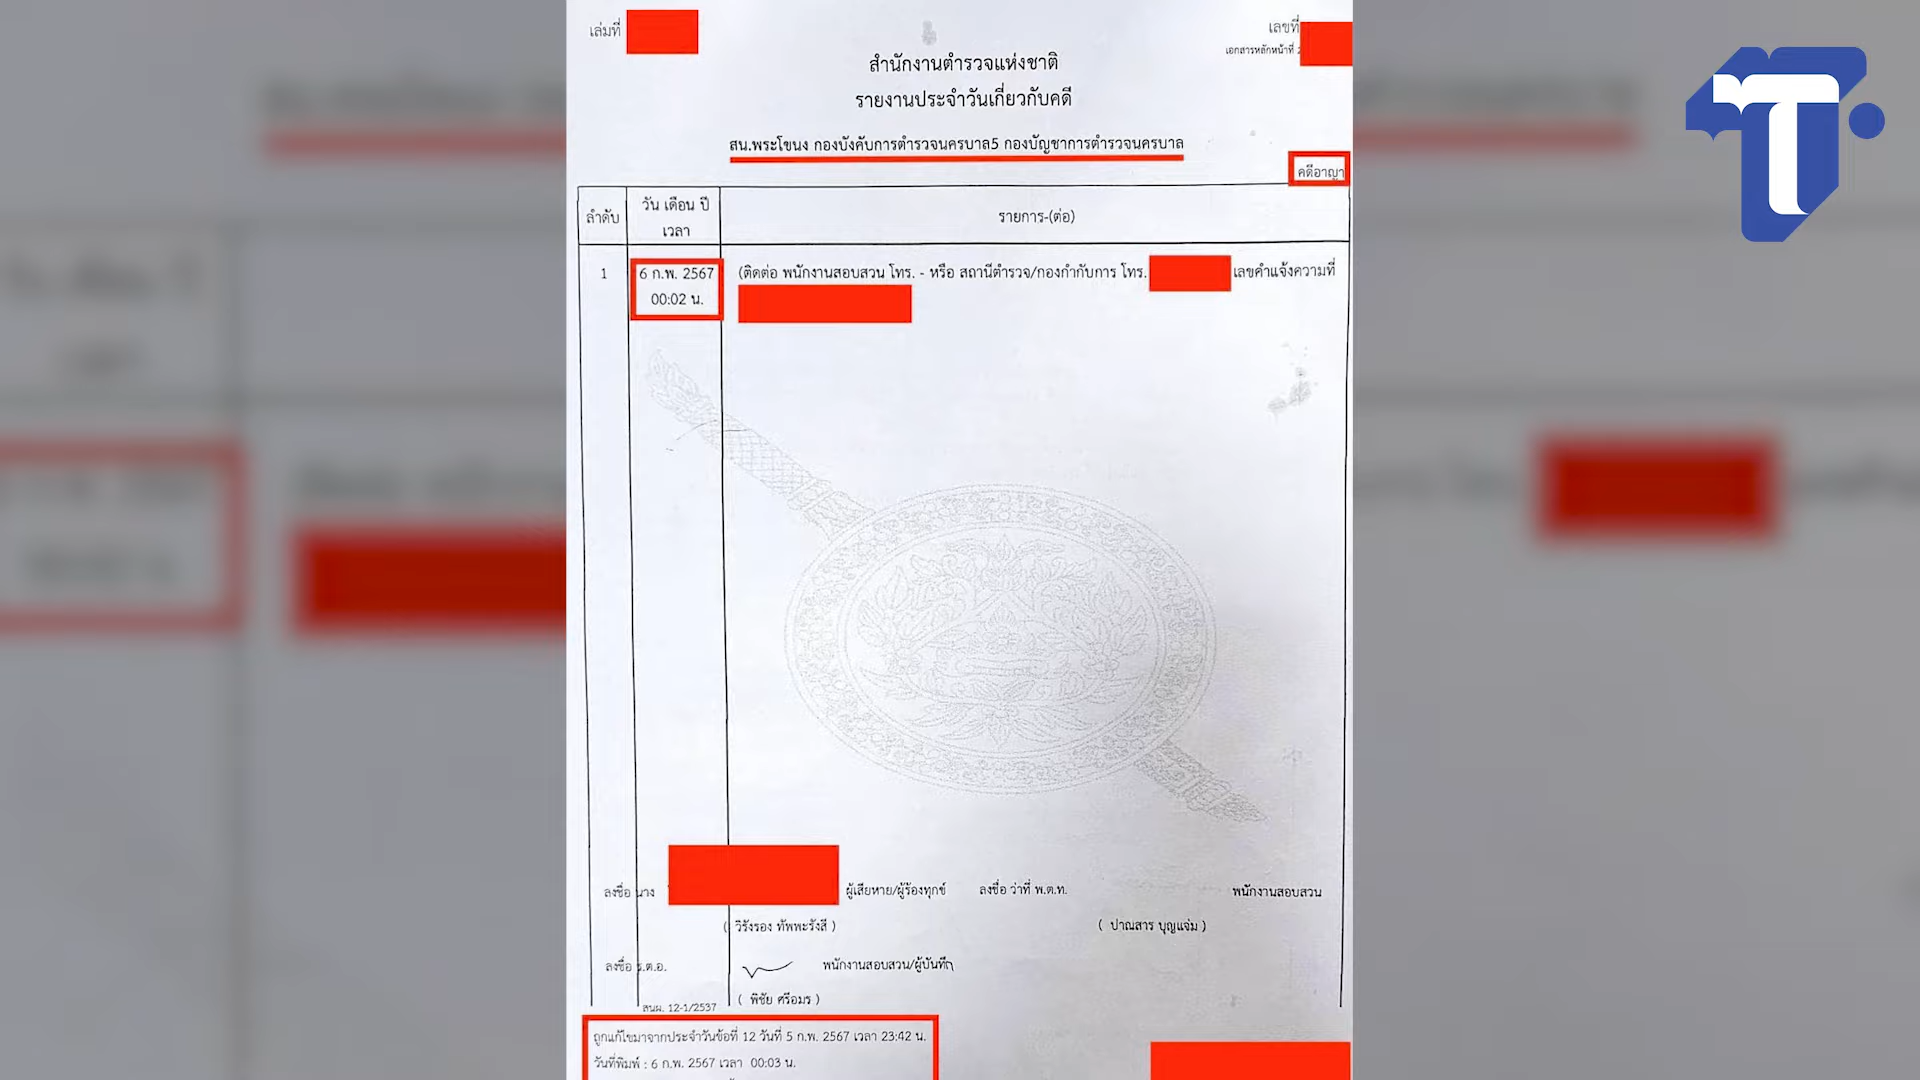 เล่มที่
เลขที่
เอกสารหลักหน้าที่
สำนักงานตำรวจแห่งชาติ
รายงานประจำวันเกี่ยวกับคดี
สน.พระโขนง กองบังคับการตำรวจนครบาล5 กองบัญชาการตำรวจนครบาล
คดีอาญา
ลำดับ
วัน เดือน ปี
เวลา
รายการ-(ต่อ)
1
6 ก.พ. 2567
00:02 น.
(ติดต่อ พนักงานสอบสวน โทร. - หรือ สถานีตำรวจ/กองกำกับการ โทร. เลขคำแจ้งความที่
ลงชื่อ นาง ผู้เสียหาย/ผู้ร้องทุกข์ ลงชื่อ ว่าที่ พ.ต.ท. พนักงานสอบสวน
( วิรังรอง ทัพพะรังสี ) ( ปาณสาร บุญแจ่ม )
ลงชื่อ ร.ต.อ. พนักงานสอบสวน/ผู้บันทึก
( พิชัย ศรีอมร )
สนผ. 12-1/2537
ถูกแก้ไขมาจากประจำวันข้อที่ 12 วันที่ 5 ก.พ. 2567 เวลา 23:42 น.
วันที่พิมพ์ : 6 ก.พ. 2567 เวลา 00:03 น.
T